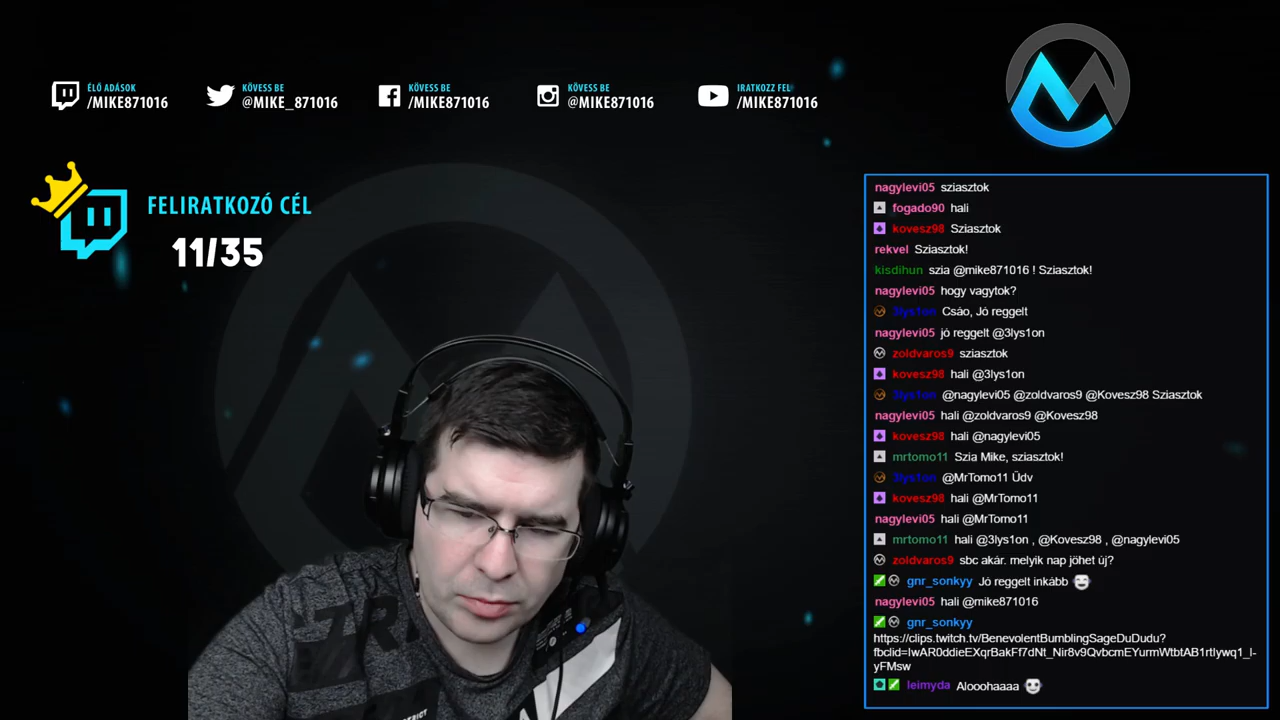 ÉLŐ ADÁSOK
/MIKE871016
KÖVESS BE
@MIKE_871016
KÖVESS BE
/MIKE871016
KÖVESS BE
@MIKE871016
IRATKOZZ FEL
/MIKE871016
FELIRATKOZÓ CÉL
11/35
nagylevi05 sziasztok
fogado90 hali
kovesz98 Sziasztok
rekvel Sziasztok!
kisdihun szia @mike871016 ! Sziasztok!
nagylevi05 hogy vagytok?
3lys1on Csáo, Jó reggelt
nagylevi05 jó reggelt @3lys1on
zoldvaros9 sziasztok
kovesz98 hali @3lys1on
3lys1on @nagylevi05 @zoldvaros9 @Kovesz98 Sziasztok
nagylevi05 hali @zoldvaros9 @Kovesz98
kovesz98 hali @nagylevi05
mrtomo11 Szia Mike, sziasztok!
3lys1on @MrTomo11 Üdv
kovesz98 hali @MrTomo11
nagylevi05 hali @MrTomo11
mrtomo11 hali @3lys1on , @Kovesz98 , @nagylevi05
zoldvaros9 sbc akár. melyik nap jöhet új?
gnr_sonkyy Jó reggelt inkább
nagylevi05 hali @mike871016
gnr_sonkyy
https://clips.twitch.tv/BenevolentBumblingSageDuDudu?
fbclid=IwAR0ddieEXqrBakFf7dNt_Nir8v9QvbcmEYurmWtbtAB1rtIywq1_I-
yFMsw
leimyda Alooohaaaa